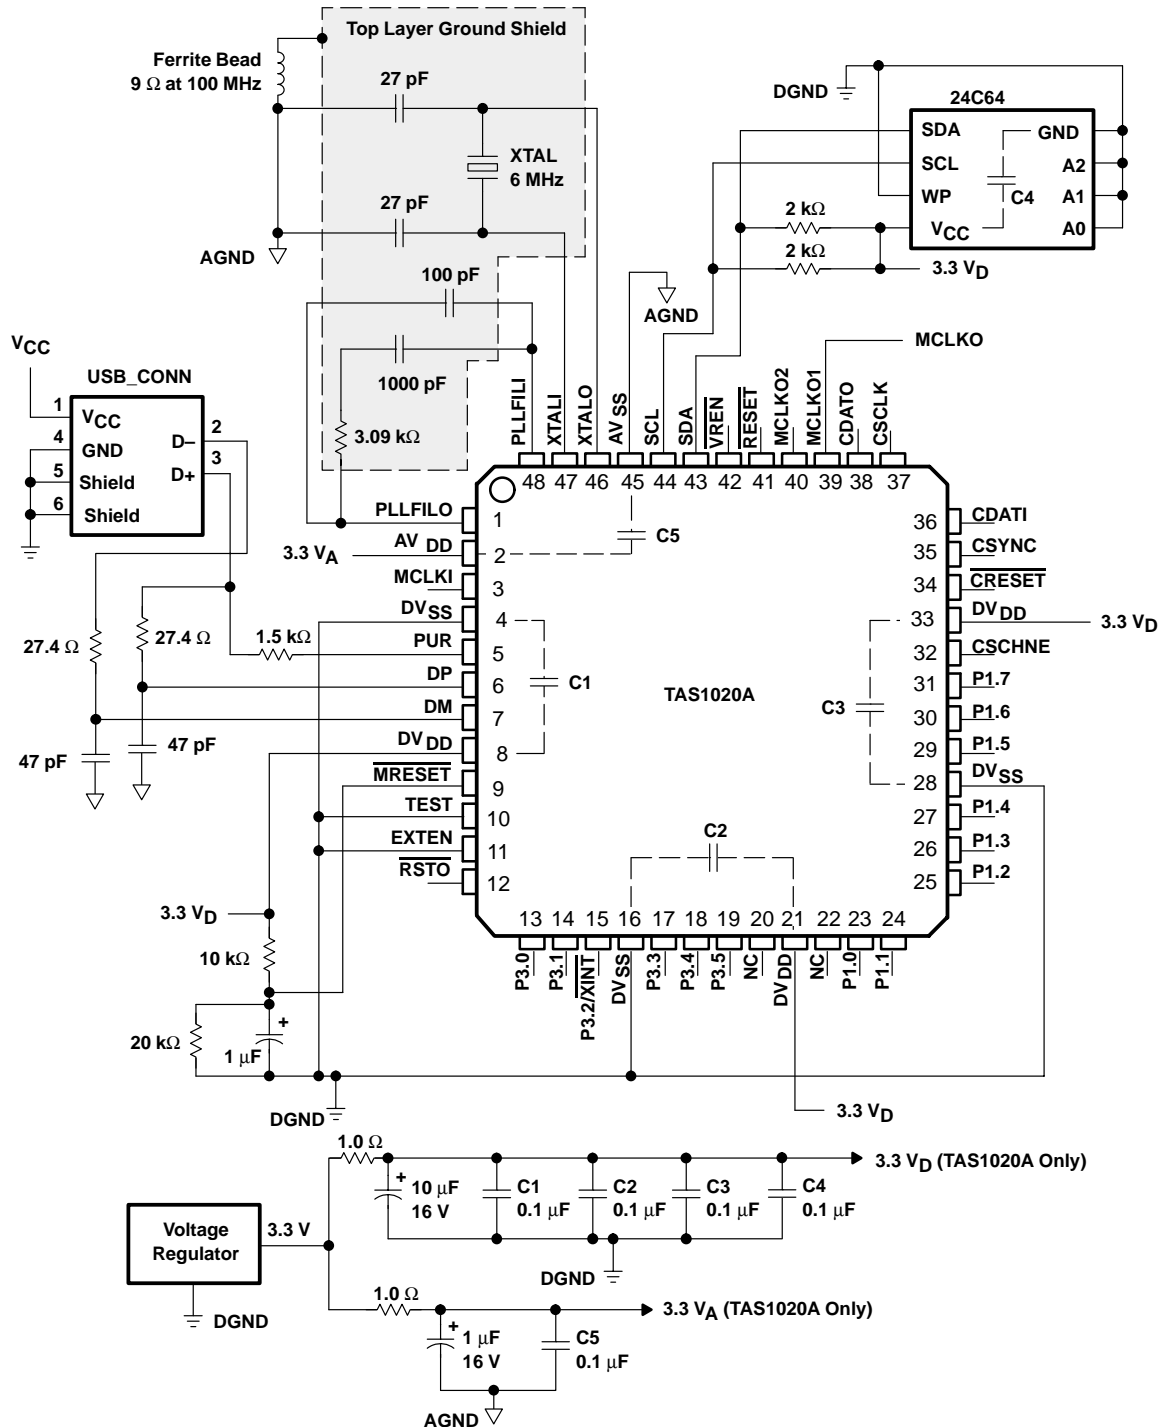 Top Layer Ground Shield
Ferrite Bead
9 Ω at 100 MHz
27 pF
XTAL
6 MHz
27 pF
AGND
100 pF
1000 pF
3.09 kΩ
DGND
24C64
SDA
SCL
WP
VCC
GND
A2
A1
A0
C4
2 kΩ
2 kΩ
3.3 VD
AGND
MCLKO
VCC
USB_CONN
1
4
5
6
VCC
GND
Shield
Shield
D–
D+
2
3
PLLFILI
XTALI
XTALO
AVSS
SCL
SDA
VREN
RESET
MCLKO2
MCLKO1
CDATO
CSCLK
48
47
46
45
44
43
42
41
40
39
38
37
PLLFILO
3.3 VA
AVDD
MCLKI
DVSS
PUR
DP
DM
DVDD
MRESET
TEST
EXTEN
RSTO
1
2
3
4
5
6
7
8
9
10
11
12
C5
C1
TAS1020A
C3
C2
36
35
34
33
32
31
30
29
28
27
26
25
CDATI
CSYNC
CRESET
DVDD
3.3 VD
CSCHNE
P1.7
P1.6
P1.5
DVSS
P1.4
P1.3
P1.2
27.4 Ω
27.4 Ω
1.5 kΩ
47 pF
47 pF
13
14
15
16
17
18
19
20
21
22
23
24
P3.0
P3.1
P3.2/XINT
DVSS
P3.3
P3.4
P3.5
NC
DVDD
NC
P1.0
P1.1
3.3 VD
10 kΩ
20 kΩ
+
1 µF
DGND
3.3 VD
1.0 Ω
+
10 µF
16 V
C1
0.1 µF
C2
0.1 µF
C3
0.1 µF
C4
0.1 µF
3.3 VD (TAS1020A Only)
Voltage
Regulator
3.3 V
DGND
DGND
1.0 Ω
+
1 µF
16 V
C5
0.1 µF
3.3 VA (TAS1020A Only)
AGND